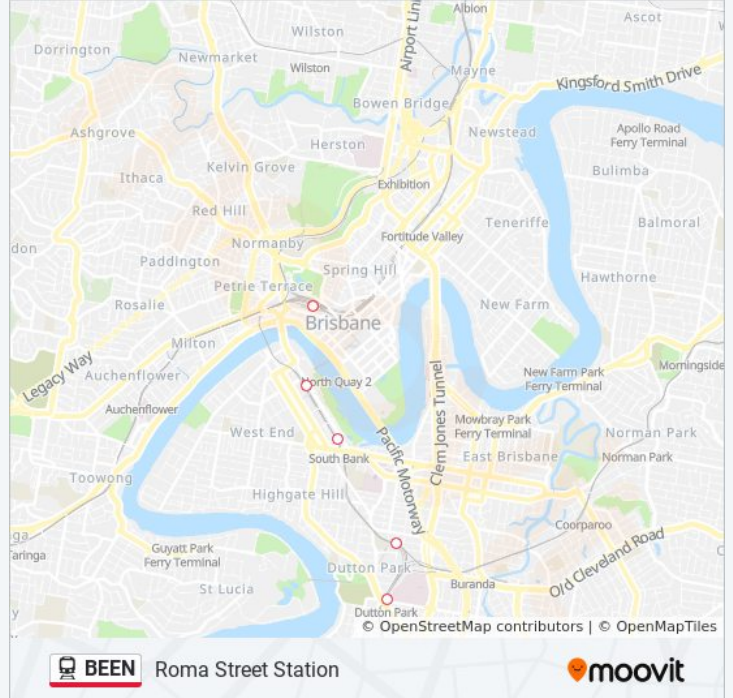 Albion
Ascot
Wilston
Dorrington
Newmarket
Airport Lin
Wilston
Mayne
Kingsford Smith Drive
Bowen Bridge
Ashgrove
Newstead
Apollo Road
Ferry Terminal
Herston
Kelvin Grove
Ithaca
Bulimba
Exhibition
Red Hill
Teneriffe
Balmoral
Fortitude Valley
Normanby
don
Paddington
Spring Hill
Hawthorne
Petrie Terrace
Rosalie
New Farm
Brisbane
Milton
Legacy Way
Auchenflower
North Quay 2
New Farm Park
Ferry Terminal
Morningside
Auchenflower
Clem Jones Tunnel
Mowbray Park
Ferry Terminal
West End
Pacific Motorway
Norman Park
South Bank
East Brisbane
Norman Park
Toowong
Highgate Hill
Coorparoo
ga
Taringa
Guyatt Park
Ferry Terminal
Old Cleveland Road
Dutton Park
St Lucia
Buranda
Dutton Park
© OpenStreetMap contributors | © OpenMapTiles
BEEN Roma Street Station
moovit